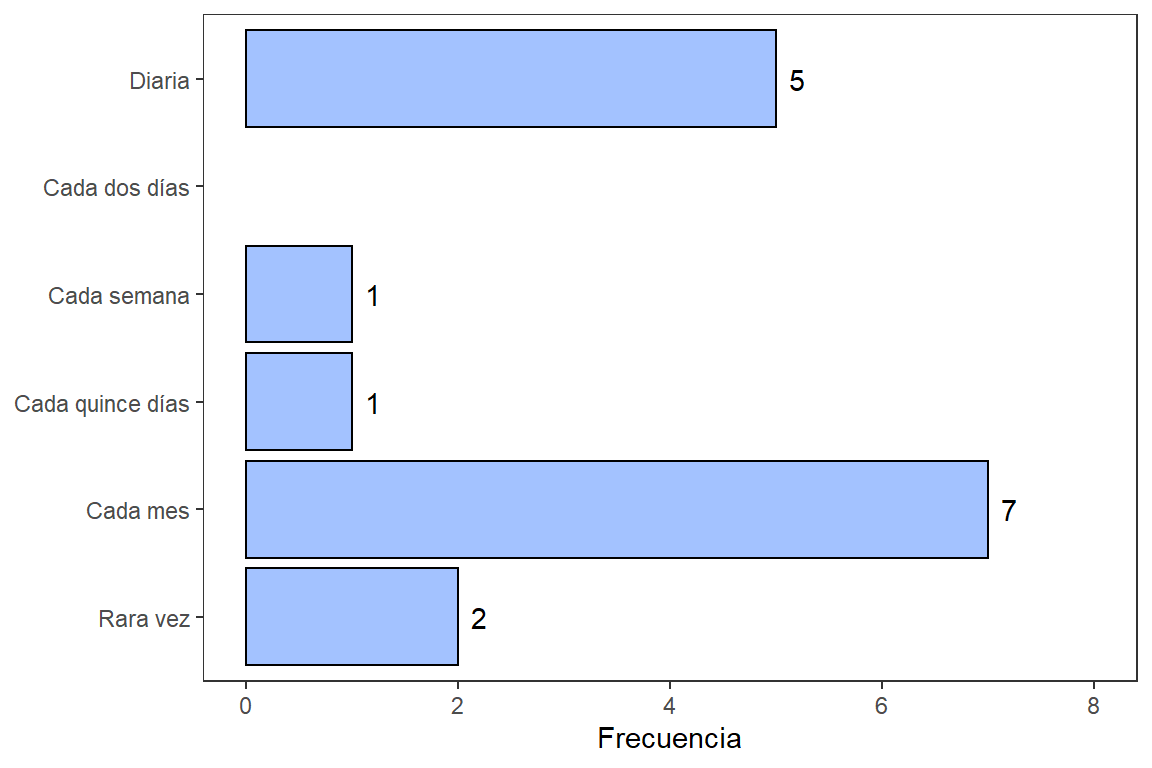 Diaria
5
Cada dos días
Cada semana
1
Cada quince días
1
Cada mes
7
Rara vez
2
0 2 4 6 8
Frecuencia